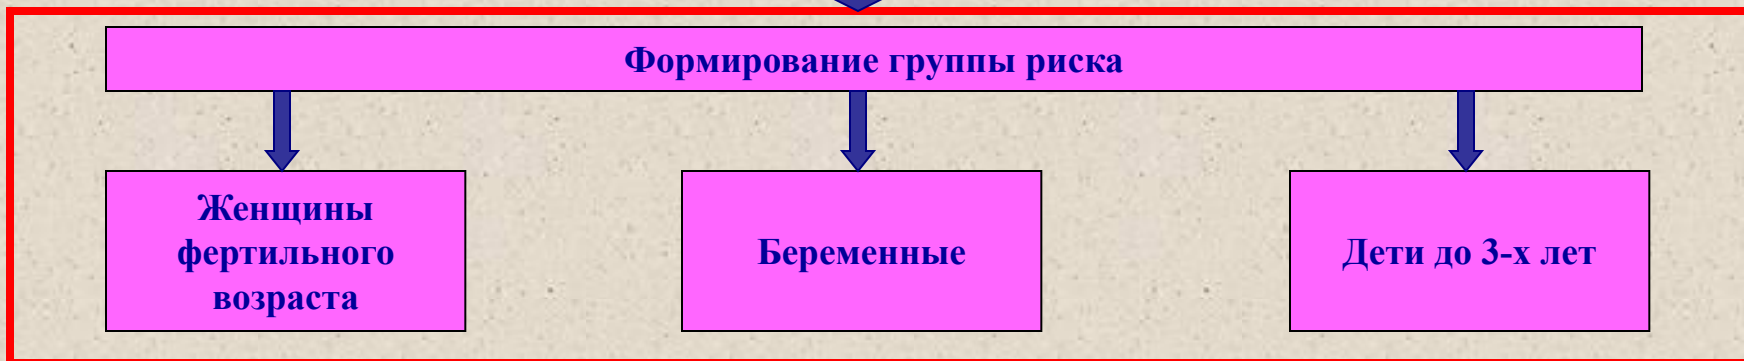 Формирование группы риска
Женщины
фертильного
возраста
Беременные
Дети до 3-х лет